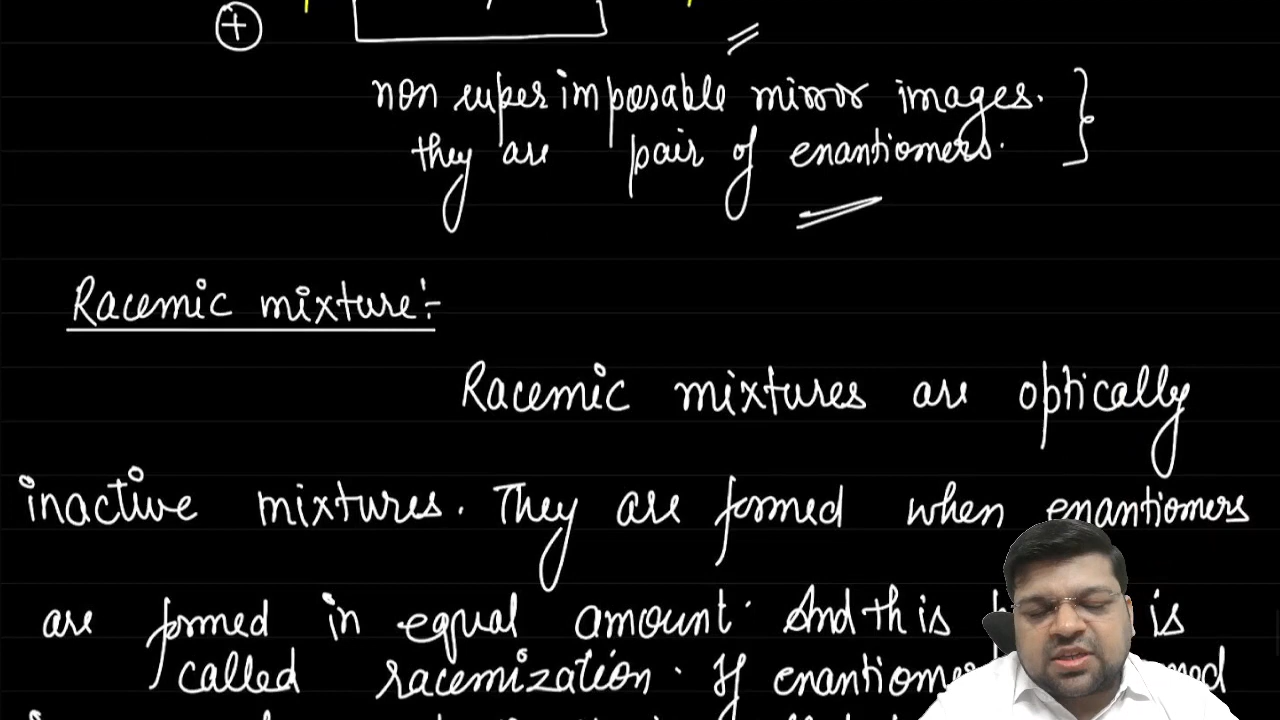 +
non superimposable mirror images.
they are pair of enantiomers.
Racemic mixture:-
Racemic mixtures are optically
inactive mixtures. They are formed when enantiomers
are formed in equal amount. And this is
called racemization. If